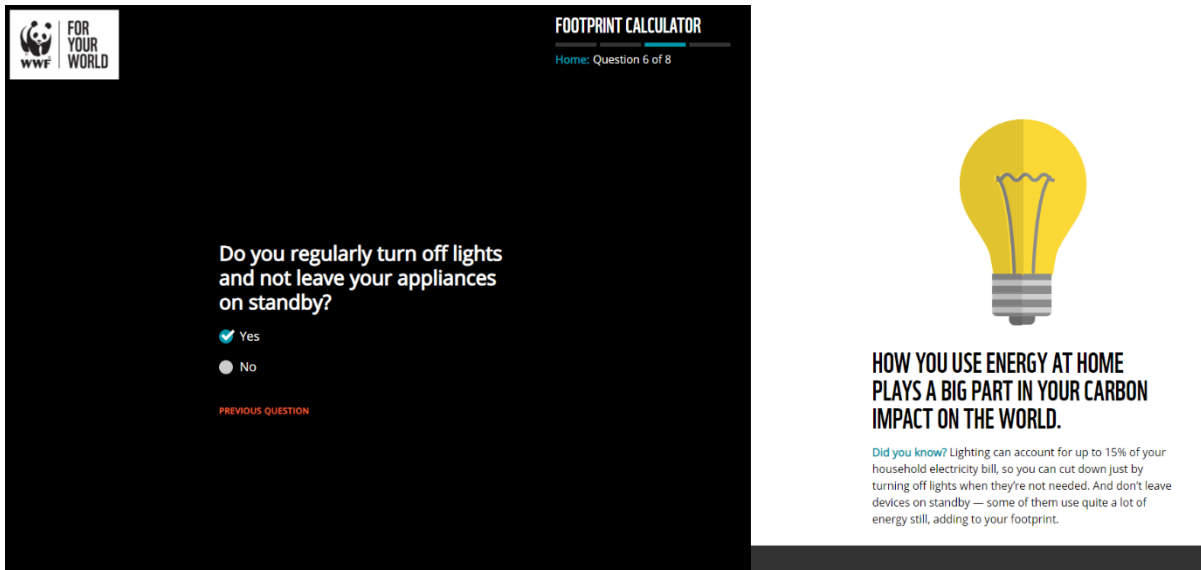 FOR
YOUR
WORLD
WWF
FOOTPRINT CALCULATOR
Home: Question 6 of 8
Do you regularly turn off lights
and not leave your appliances
on standby?
Yes
No
PREVIOUS QUESTION
HOW YOU USE ENERGY AT HOME
PLAYS A BIG PART IN YOUR CARBON
IMPACT ON THE WORLD.
Did you know? Lighting can account for up to 15% of your
household electricity bill, so you can cut down just by
turning off lights when they’re not needed. And don’t leave
devices on standby — some of them use quite a lot of
energy still, adding to your footprint.